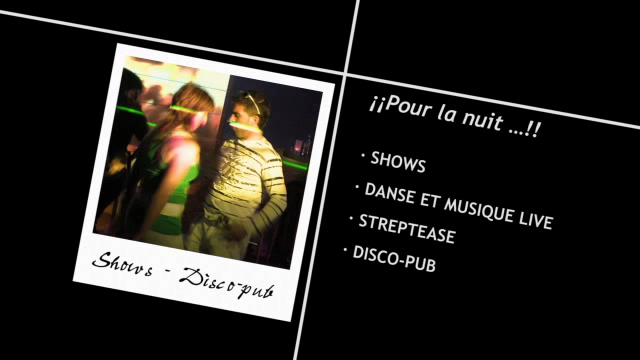 ¡¡Pour la nuit ...!!
· SHOWS
· DANSE ET MUSIQUE LIVE
· STREPTEASE
· DISCO-PUB
Shows - Disco-pub